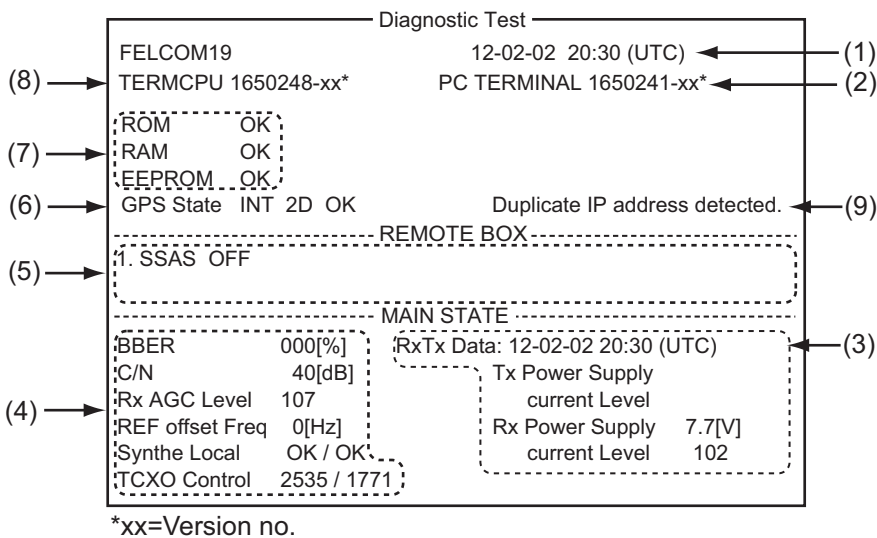 Diagnostic Test
FELCOM19 12-02-02 20:30 (UTC) (1)
(8) TERMCPU 1650248-xx* PC TERMINAL 1650241-xx* (2)
ROM OK
(7) RAM OK
EEPROM OK
(6) GPS State INT 2D OK Duplicate IP address detected. (9)
REMOTE BOX
(5) 1. SSAS OFF
MAIN STATE
BBER 000[%] RxTx Data: 12-02-02 20:30 (UTC) (3)
C/N 40[dB] Tx Power Supply
(4) Rx AGC Level 107 current Level
REF offset Freq 0[Hz] Rx Power Supply 7.7[V]
Synthe Local OK / OK current Level 102
TCXO Control 2535 / 1771
*xx=Version no.